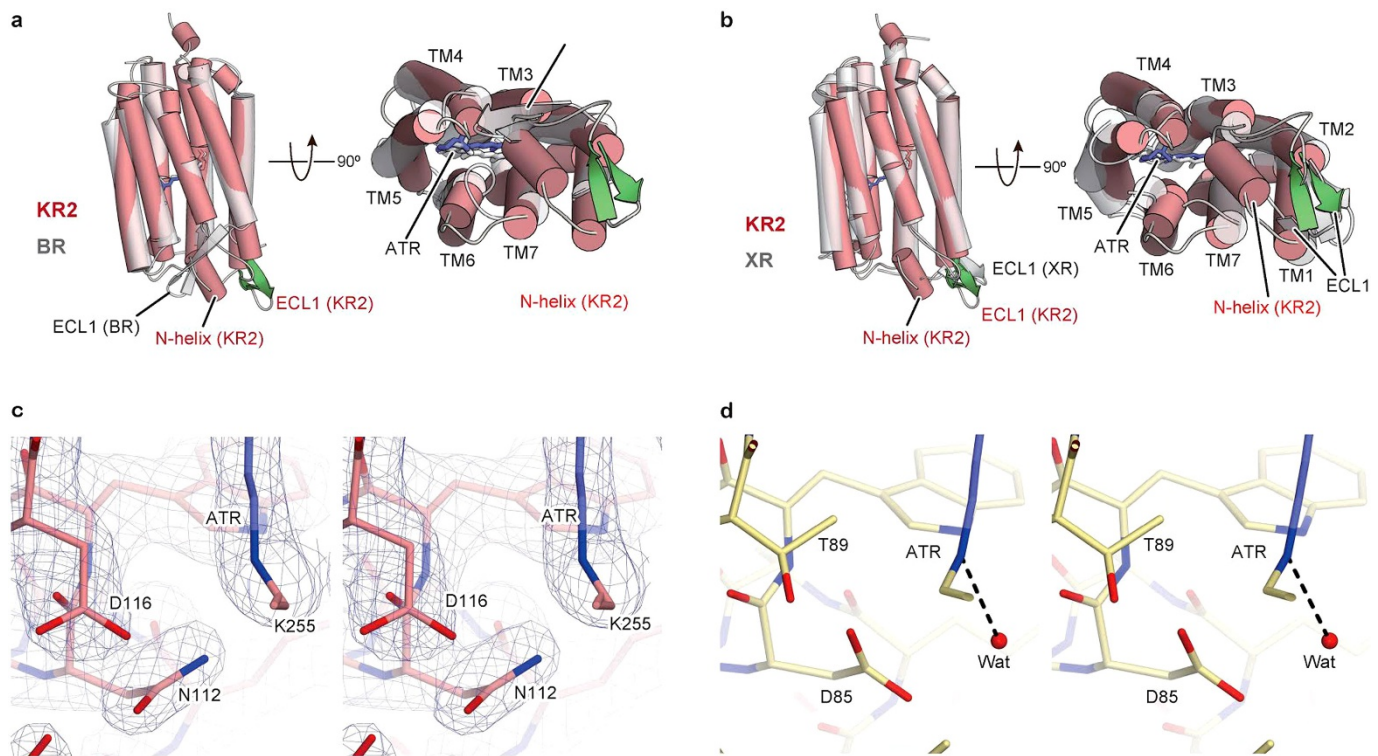 a
TM4
TM3
90º
KR2
BR
TM5
ATR
TM6
TM7
ECL1 (KR2)
ECL1 (BR)
N-helix (KR2)
N-helix (KR2)
b
TM4
TM3
TM2
90º
KR2
XR
TM5
ATR
TM6
TM7
TM1
ECL1
ECL1 (XR)
ECL1 (KR2)
N-helix (KR2)
N-helix (KR2)
c
ATR
D116
K255
N112
ATR
D116
K255
N112
d
T89
ATR
Wat
D85
T89
ATR
Wat
D85